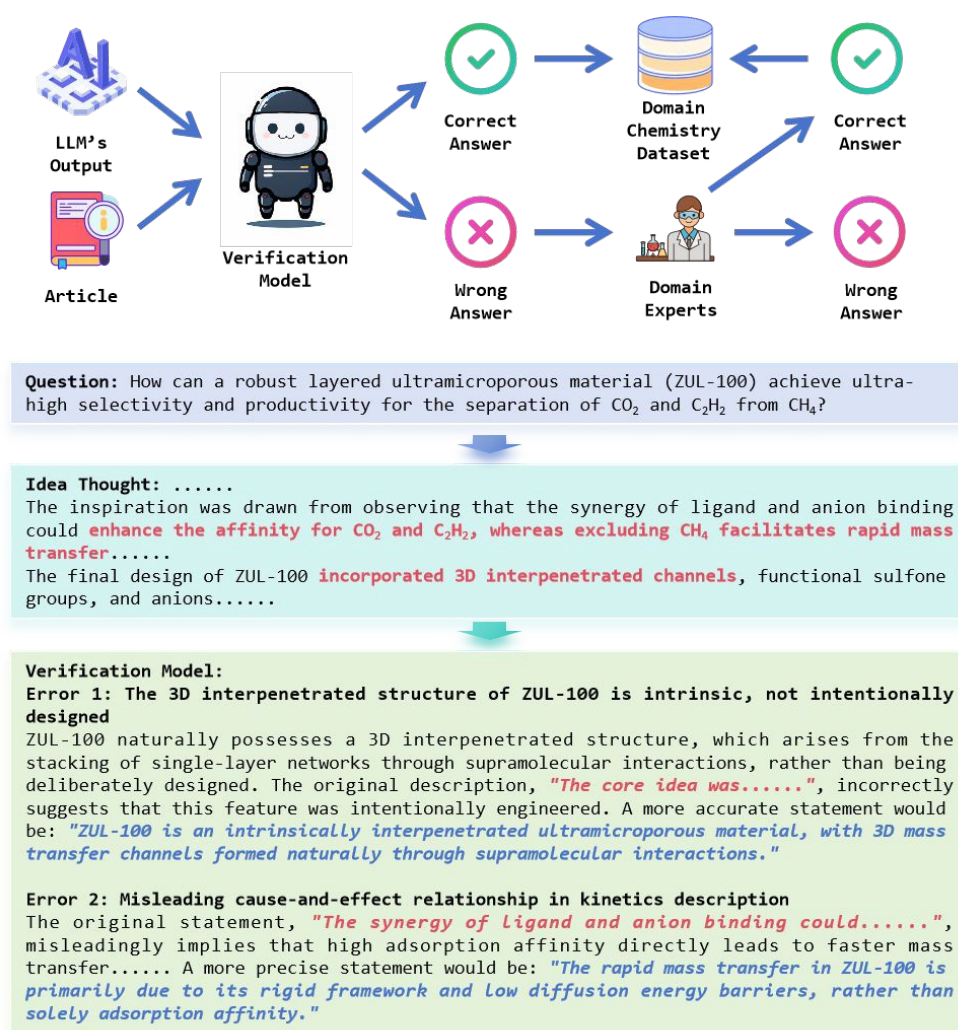 AI
LLM's
Output
Article
Verification
Model
Correct
Answer
Wrong
Answer
Domain
Chemistry
Dataset
Domain
Experts
Correct
Answer
Wrong
Answer
Question: How can a robust layered ultramicroporous material (ZUL-100) achieve ultra-
high selectivity and productivity for the separation of CO₂ and C₂H₂ from CH₄?
Idea Thought: ......
The inspiration was drawn from observing that the synergy of ligand and anion binding
could enhance the affinity for CO₂ and C₂H₂, whereas excluding CH₄ facilitates rapid mass
transfer......
The final design of ZUL-100 incorporated 3D interpenetrated channels, functional sulfone
groups, and anions......
Verification Model:
Error 1: The 3D interpenetrated structure of ZUL-100 is intrinsic, not intentionally
designed
ZUL-100 naturally possesses a 3D interpenetrated structure, which arises from the
stacking of single-layer networks through supramolecular interactions, rather than being
deliberately designed. The original description, "The core idea was......", incorrectly
suggests that this feature was intentionally engineered. A more accurate statement would
be: "ZUL-100 is an intrinsically interpenetrated ultramicroporous material, with 3D mass
transfer channels formed naturally through supramolecular interactions."
Error 2: Misleading cause-and-effect relationship in kinetics description
The original statement, "The synergy of ligand and anion binding could......",
misleadingly implies that high adsorption affinity directly leads to faster mass
transfer...... A more precise statement would be: "The rapid mass transfer in ZUL-100 is
primarily due to its rigid framework and low diffusion energy barriers, rather than
solely adsorption affinity."